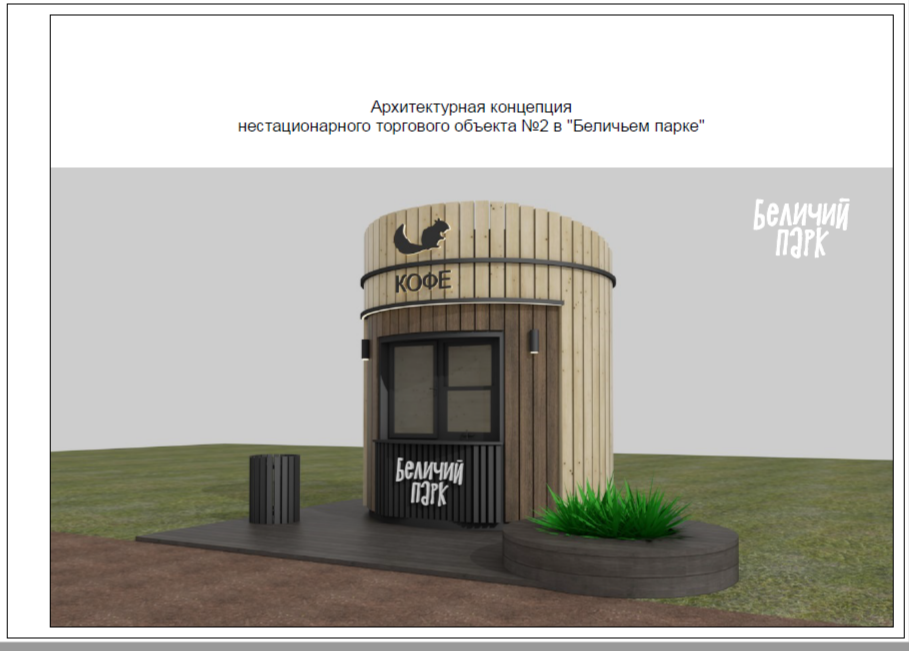 Архитектурная концепция
нестационарного торгового объекта №2 в "Беличьем парке"
Беличий
парк
КОФЕ
Беличий
парк